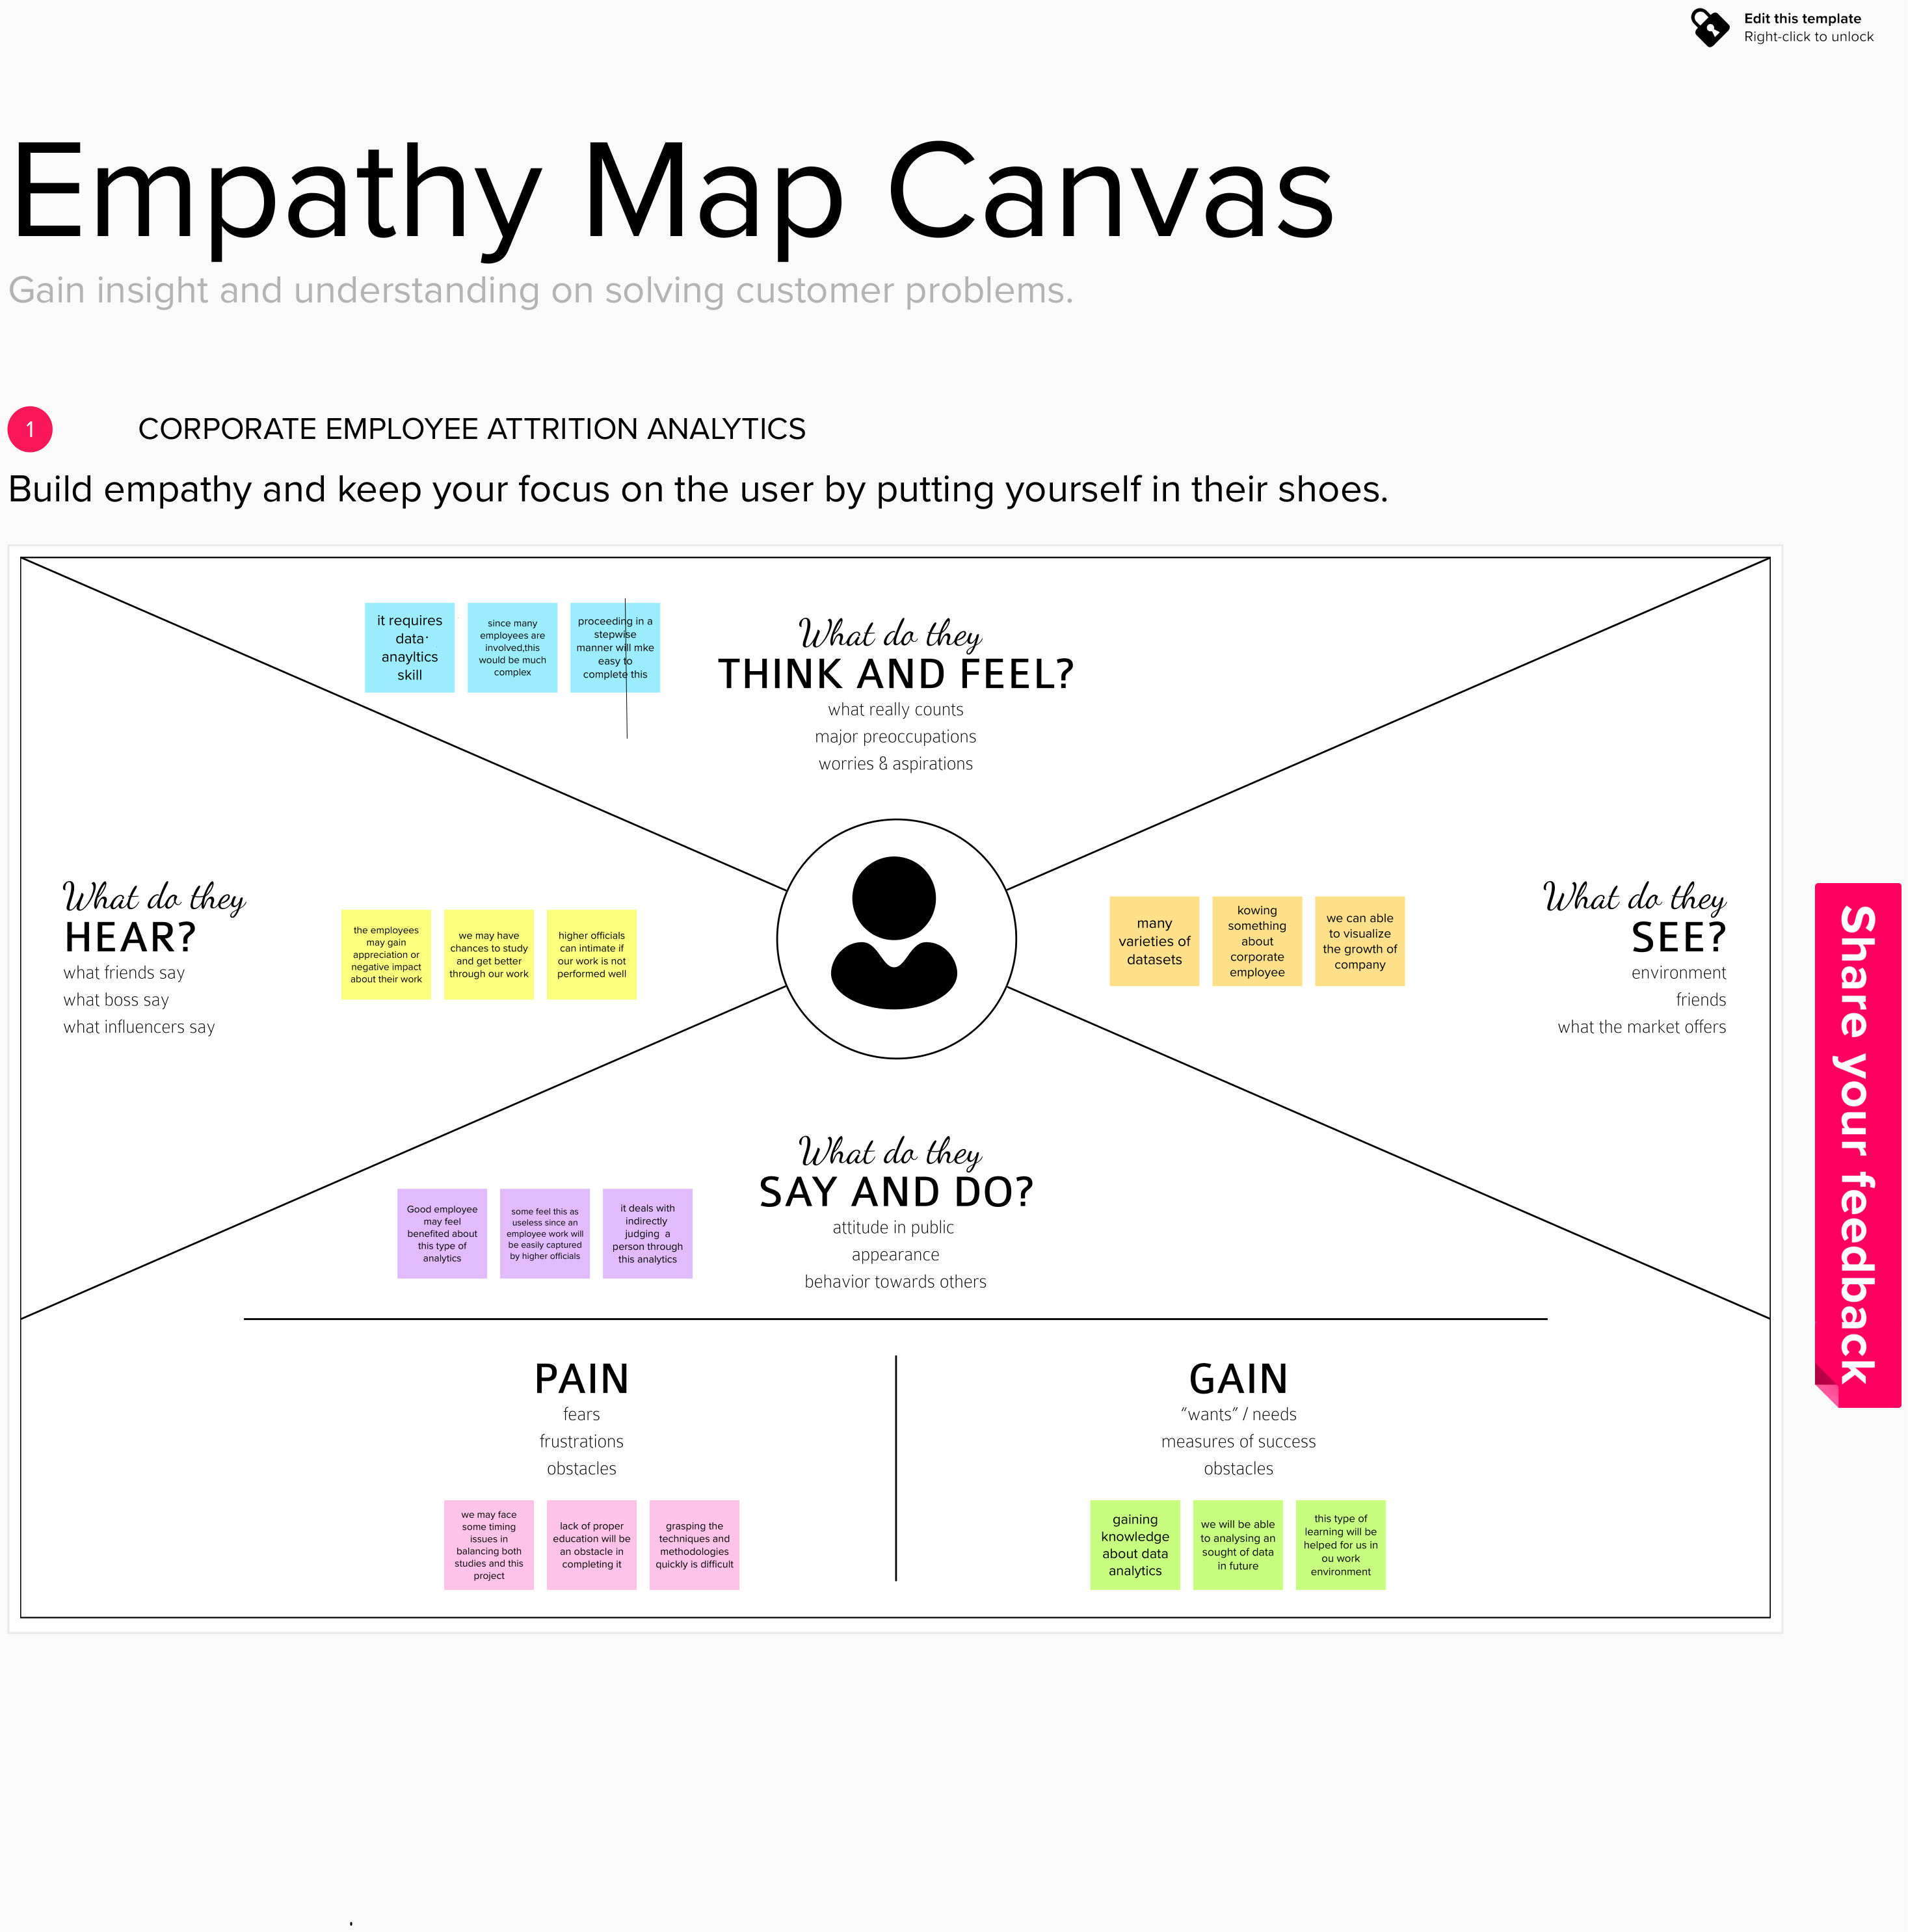 Edit this template
Right-click to unlock
Empathy Map Canvas
Gain insight and understanding on solving customer problems.
1
CORPORATE EMPLOYEE ATTRITION ANALYTICS
Build empathy and keep your focus on the user by putting yourself in their shoes.
it requires
data
anayltics
skill
since many
employees are
involved,this
would be much
complex
proceeding in a
stepwise
manner will mke
easy to
complete this
What do they
THINK AND FEEL?
what really counts
major preoccupations
worries & aspirations
What do they
HEAR?
what friends say
what boss say
what influencers say
the employees
may gain
appreciation or
negative impact
about their work
we may have
chances to study
and get better
through our work
higher officials
can intimate if
our work is not
performed well
many
varieties of
datasets
kowing
something
about
corporate
employee
we can able
to visualize
the growth of
company
What do they
SEE?
environment
friends
what the market offers
Share your feedback
What do they
SAY AND DO?
attitude in public
appearance
behavior towards others
Good employee
may feel
benefited about
this type of
analytics
some feel this as
useless since an
employee work will
be easily captured
by higher officials
it deals with
indirectly
judging a
person through
this analytics
PAIN
fears
frustrations
obstacles
we may face
some timing
issues in
balancing both
studies and this
project
lack of proper
education will be
an obstacle in
completing it
grasping the
techniques and
methodologies
quickly is difficult
GAIN
“wants” / needs
measures of success
obstacles
gaining
knowledge
about data
analytics
we will be able
to analysing an
sought of data
in future
this type of
learning will be
helped for us in
ou work
environment